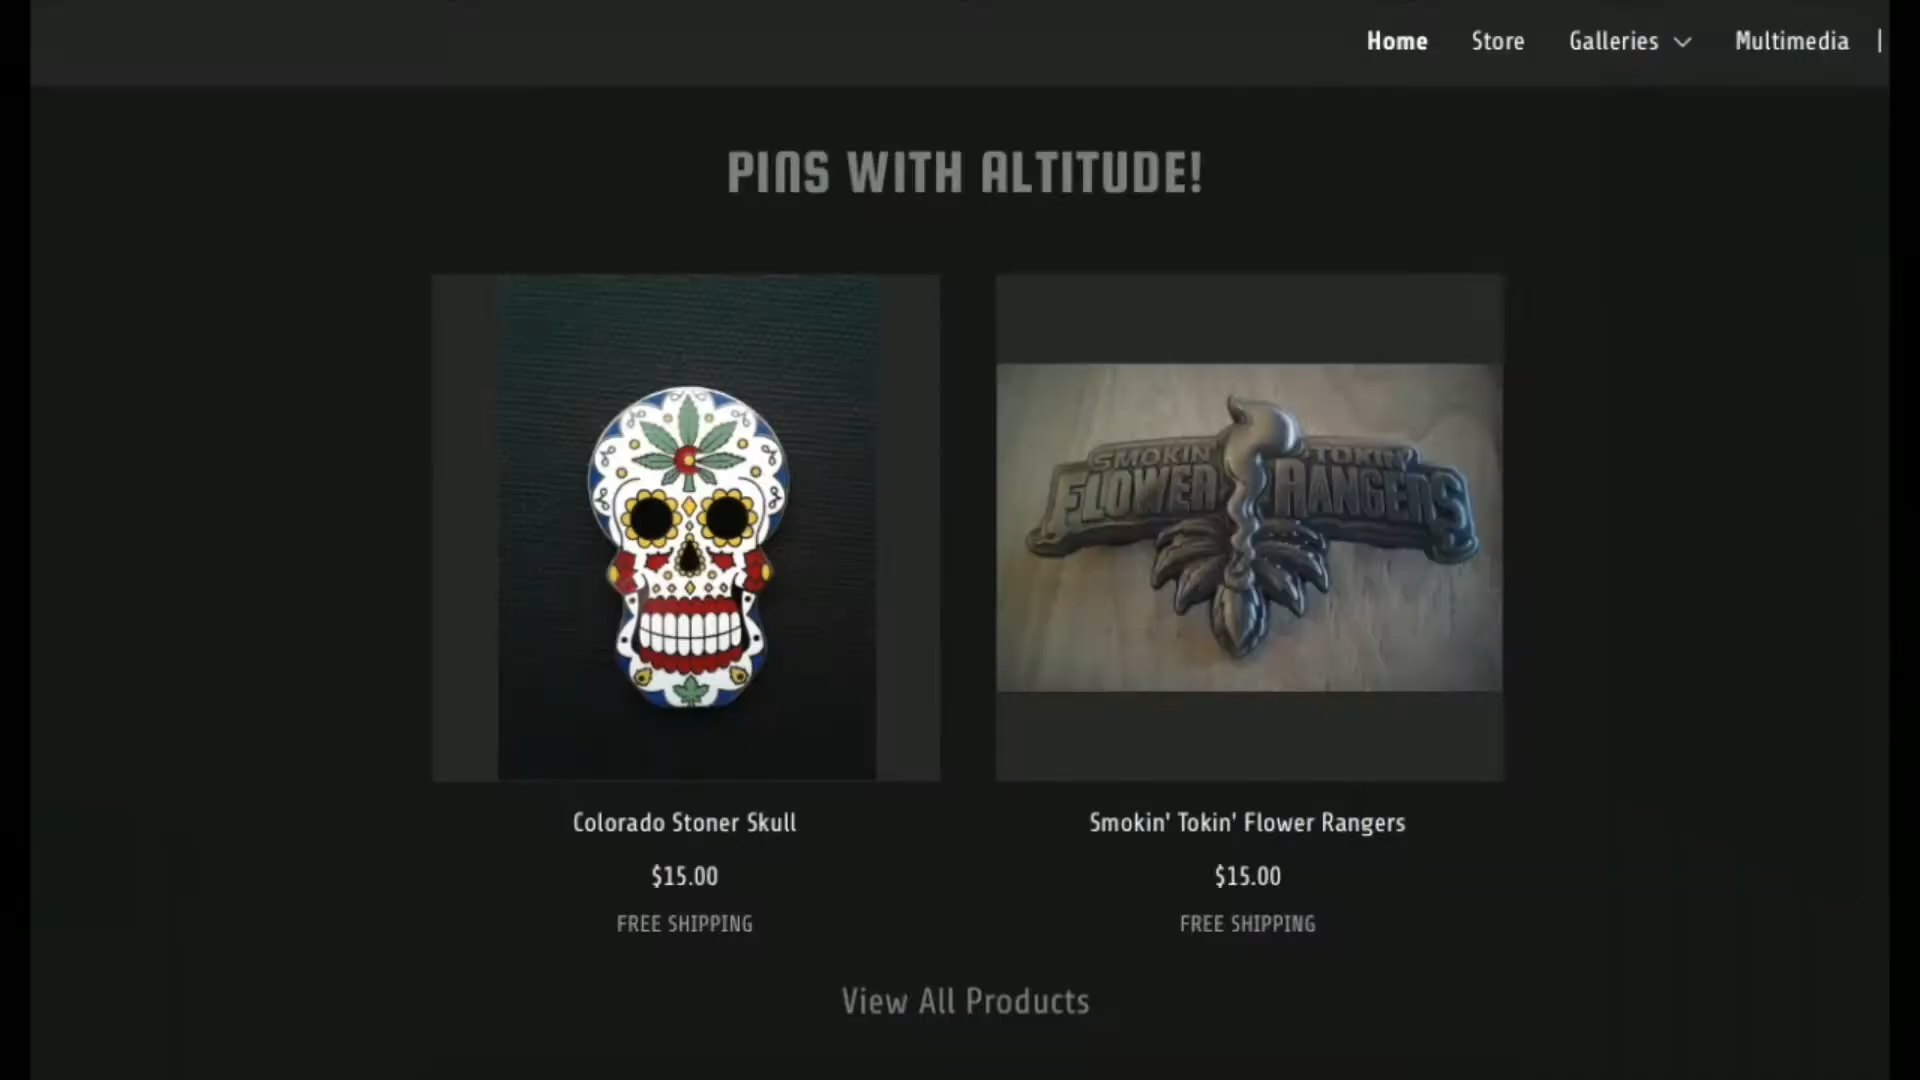 Home Store Galleries Multimedia
PINS WITH ALTITUDE!
SMOKIN' TOKIN'
FLOWER RANGERS
Colorado Stoner Skull
Smokin' Tokin' Flower Rangers
$15.00
$15.00
FREE SHIPPING
FREE SHIPPING
View All Products